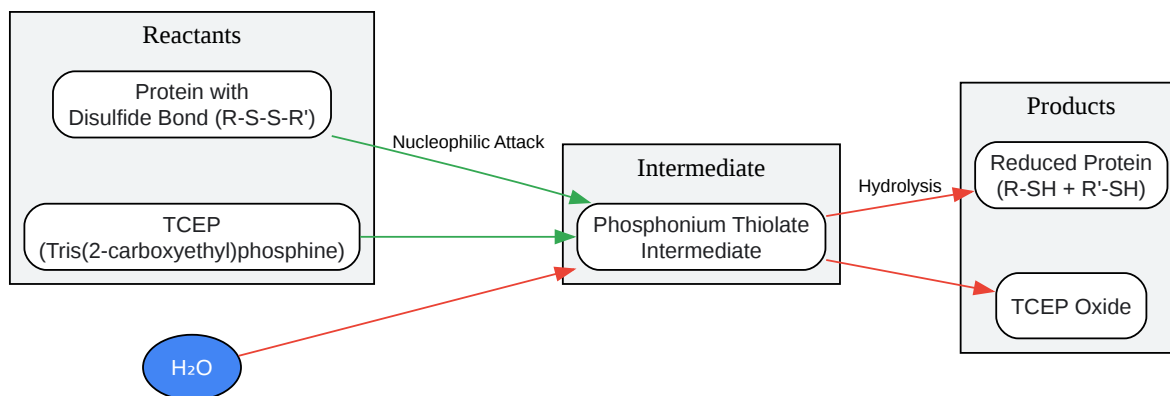 Reactants
Protein with
Disulfide Bond (R-S-S-R')
TCEP
(Tris(2-carboxyethyl)phosphine)
H₂O
Nucleophilic Attack
Intermediate
Phosphonium Thiolate
Intermediate
Hydrolysis
Products
Reduced Protein
(R-SH + R'-SH)
TCEP Oxide